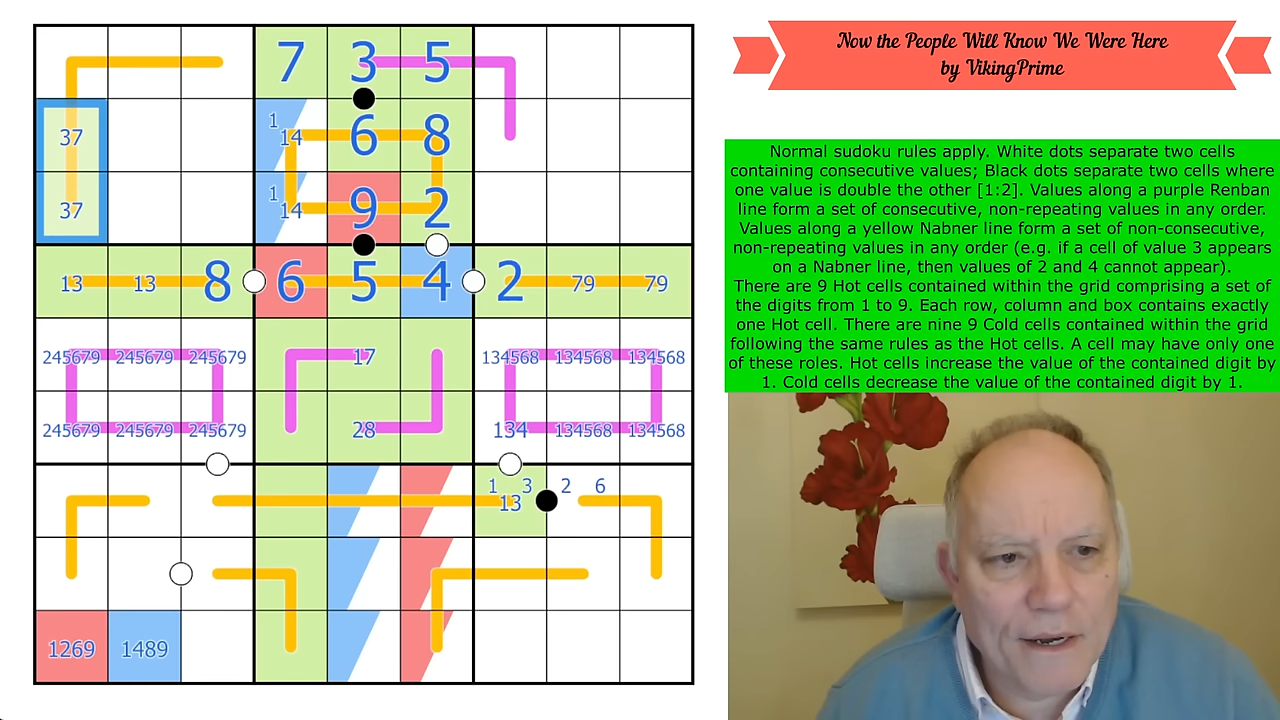 Now the People Will Know We Were Here
by VikingPrime
7 3 5
1 14 6 8
37
1 14 9 2
37
13 13 8 6 5 4 2 79 79
245679 245679 245679 17 134568 134568 134568
245679 245679 245679 28 134 134568 134568
1 3 13 2 6
1269 1489
Normal sudoku rules apply. White dots separate two cells
containing consecutive values; Black dots separate two cells where
one value is double the other [1:2]. Values along a purple Renban
line form a set of consecutive, non-repeating values in any order.
Values along a yellow Nabner line form a set of non-consecutive,
non-repeating values in any order (e.g. if a cell of value 3 appears
on a Nabner line, then values of 2 and 4 cannot appear).
There are 9 Hot cells contained within the grid comprising a set of
the digits from 1 to 9. Each row, column and box contains exactly
one Hot cell. There are nine 9 Cold cells contained within the grid
following the same rules as the Hot cells. A cell may have only one
of these roles. Hot cells increase the value of the contained digit by
1. Cold cells decrease the value of the contained digit by 1.